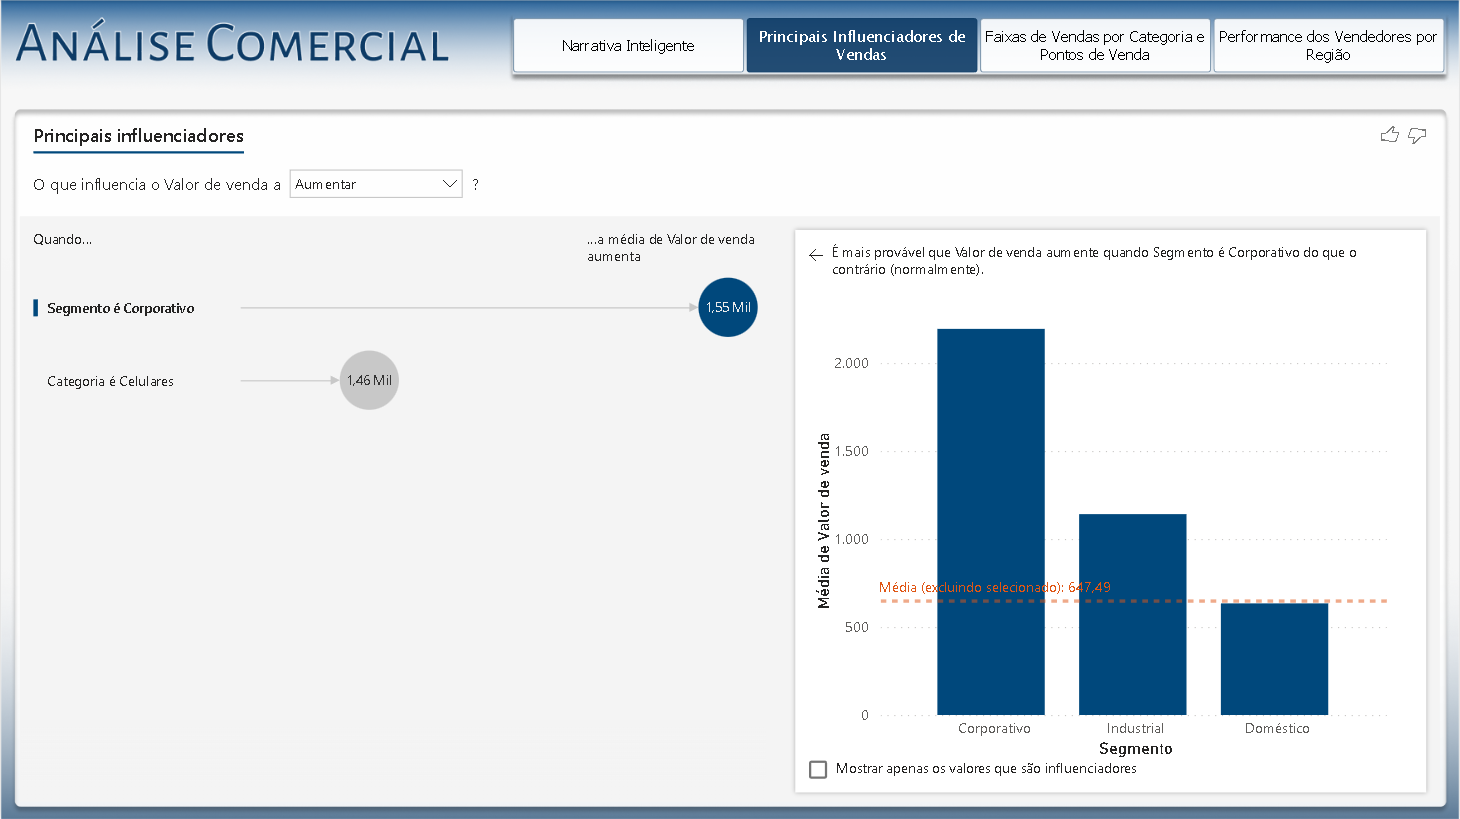 ANÁLISE COMERCIAL
Narrativa Inteligente
Principais Influenciadores de
Vendas
Faixas de Vendas por Categoria e
Pontos de Venda
Performance dos Vendedores por
Região
Principais influenciadores
O que influencia o Valor de venda a
Aumentar
?
Quando...
...a média de Valor de venda
aumenta
Segmento é Corporativo
1,55 Mil
Categoria é Celulares
1,46 Mil
É mais provável que Valor de venda aumente quando Segmento é Corporativo do que o
contrário (normalmente).
Média de Valor de venda
2.000
1.500
1.000
500
0
Média (excluindo selecionado): 647,49
Corporativo
Industrial
Doméstico
Segmento
Mostrar apenas os valores que são influenciadores